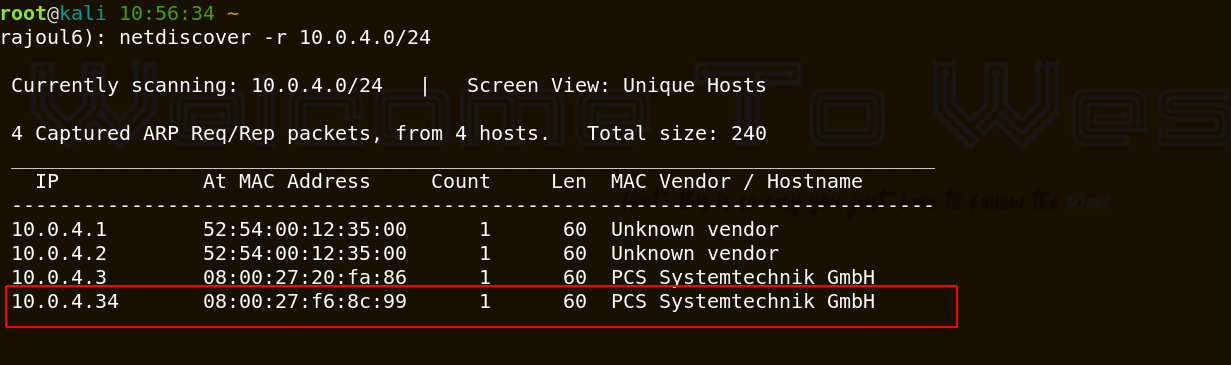 root@kali 10:56:34 ~
rajoul6): netdiscover -r 10.0.4.0/24
Currently scanning: 10.0.4.0/24   |   Screen View: Unique Hosts
4 Captured ARP Req/Rep packets, from 4 hosts.   Total size: 240
_____________________________________________________________________________
IP            At MAC Address     Count     Len  MAC Vendor / Hostname
-----------------------------------------------------------------------------
10.0.4.1        52:54:00:12:35:00      1      60  Unknown vendor
10.0.4.2        52:54:00:12:35:00      1      60  Unknown vendor
10.0.4.3        08:00:27:20:fa:86      1      60  PCS Systemtechnik GmbH
10.0.4.34       08:00:27:f6:8c:99      1      60  PCS Systemtechnik GmbH
Welcome To Wes
to follow the wave